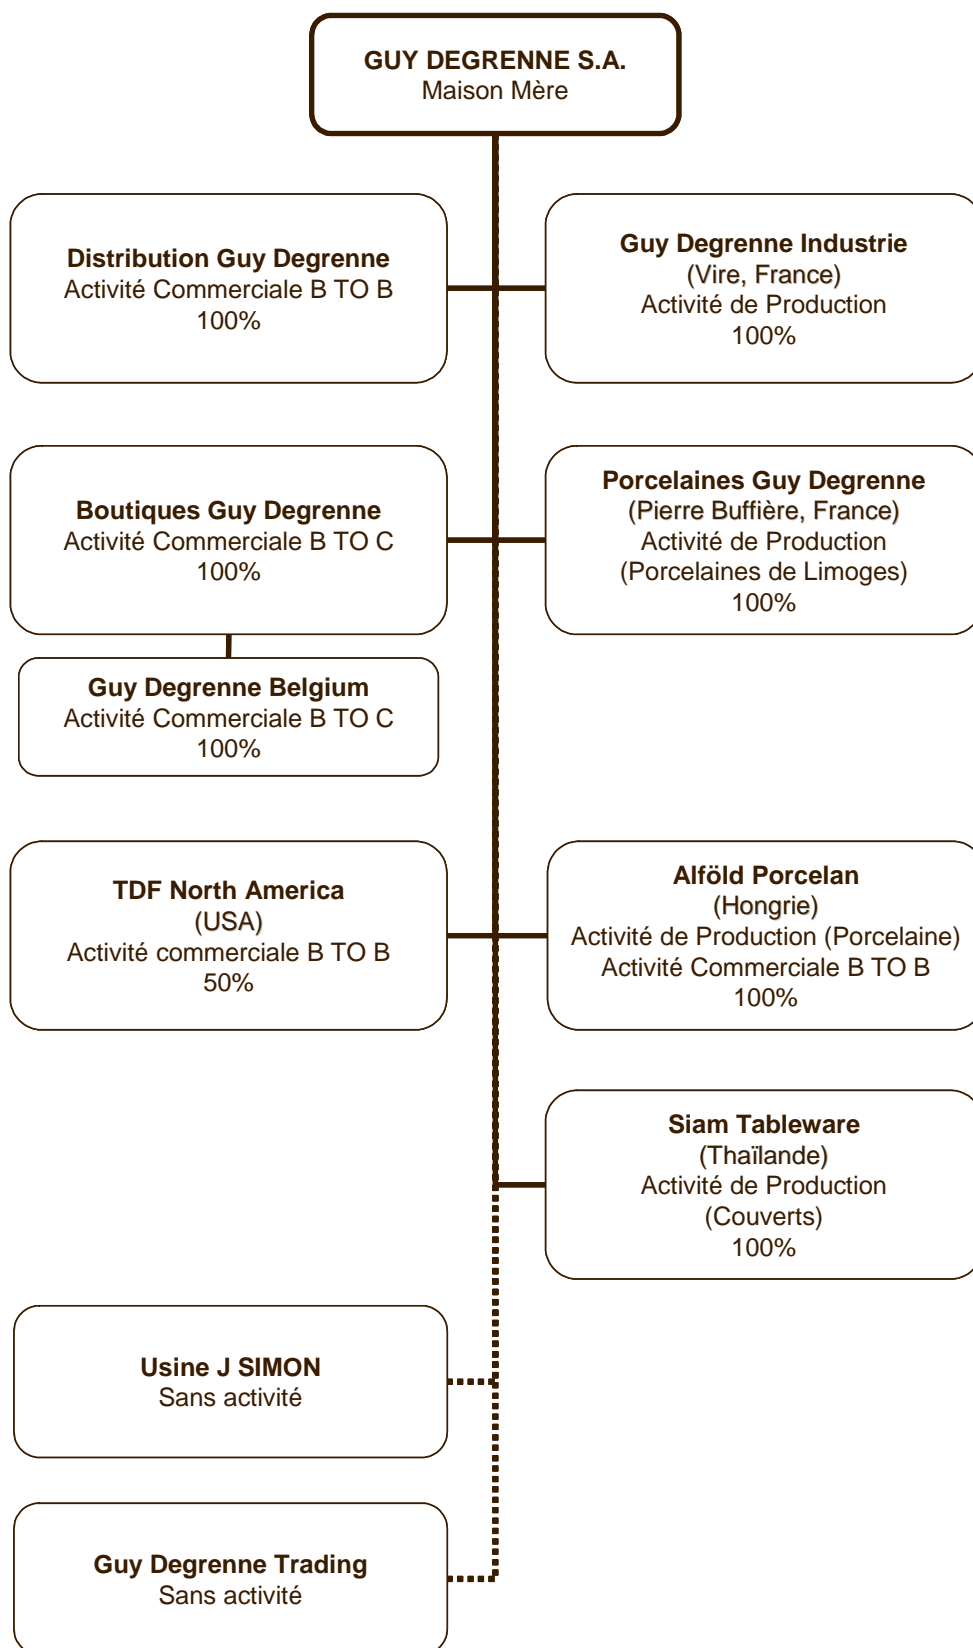 GUY DEGRENNE S.A.
Maison Mère
Distribution Guy Degrenne
Activité Commerciale B TO B
100%
Guy Degrenne Industrie
(Vire, France)
Activité de Production
100%
Boutiques Guy Degrenne
Activité Commerciale B TO C
100%
Porcelaines Guy Degrenne
(Pierre Buffière, France)
Activité de Production
(Porcelaines de Limoges)
100%
Guy Degrenne Belgium
Activité Commerciale B TO C
100%
TDF North America
(USA)
Activité commerciale B TO B
50%
Alföld Porcelan
(Hongrie)
Activité de Production (Porcelaine)
Activité Commerciale B TO B
100%
Siam Tableware
(Thaïlande)
Activité de Production
(Couverts)
100%
Usine J SIMON
Sans activité
Guy Degrenne Trading
Sans activité